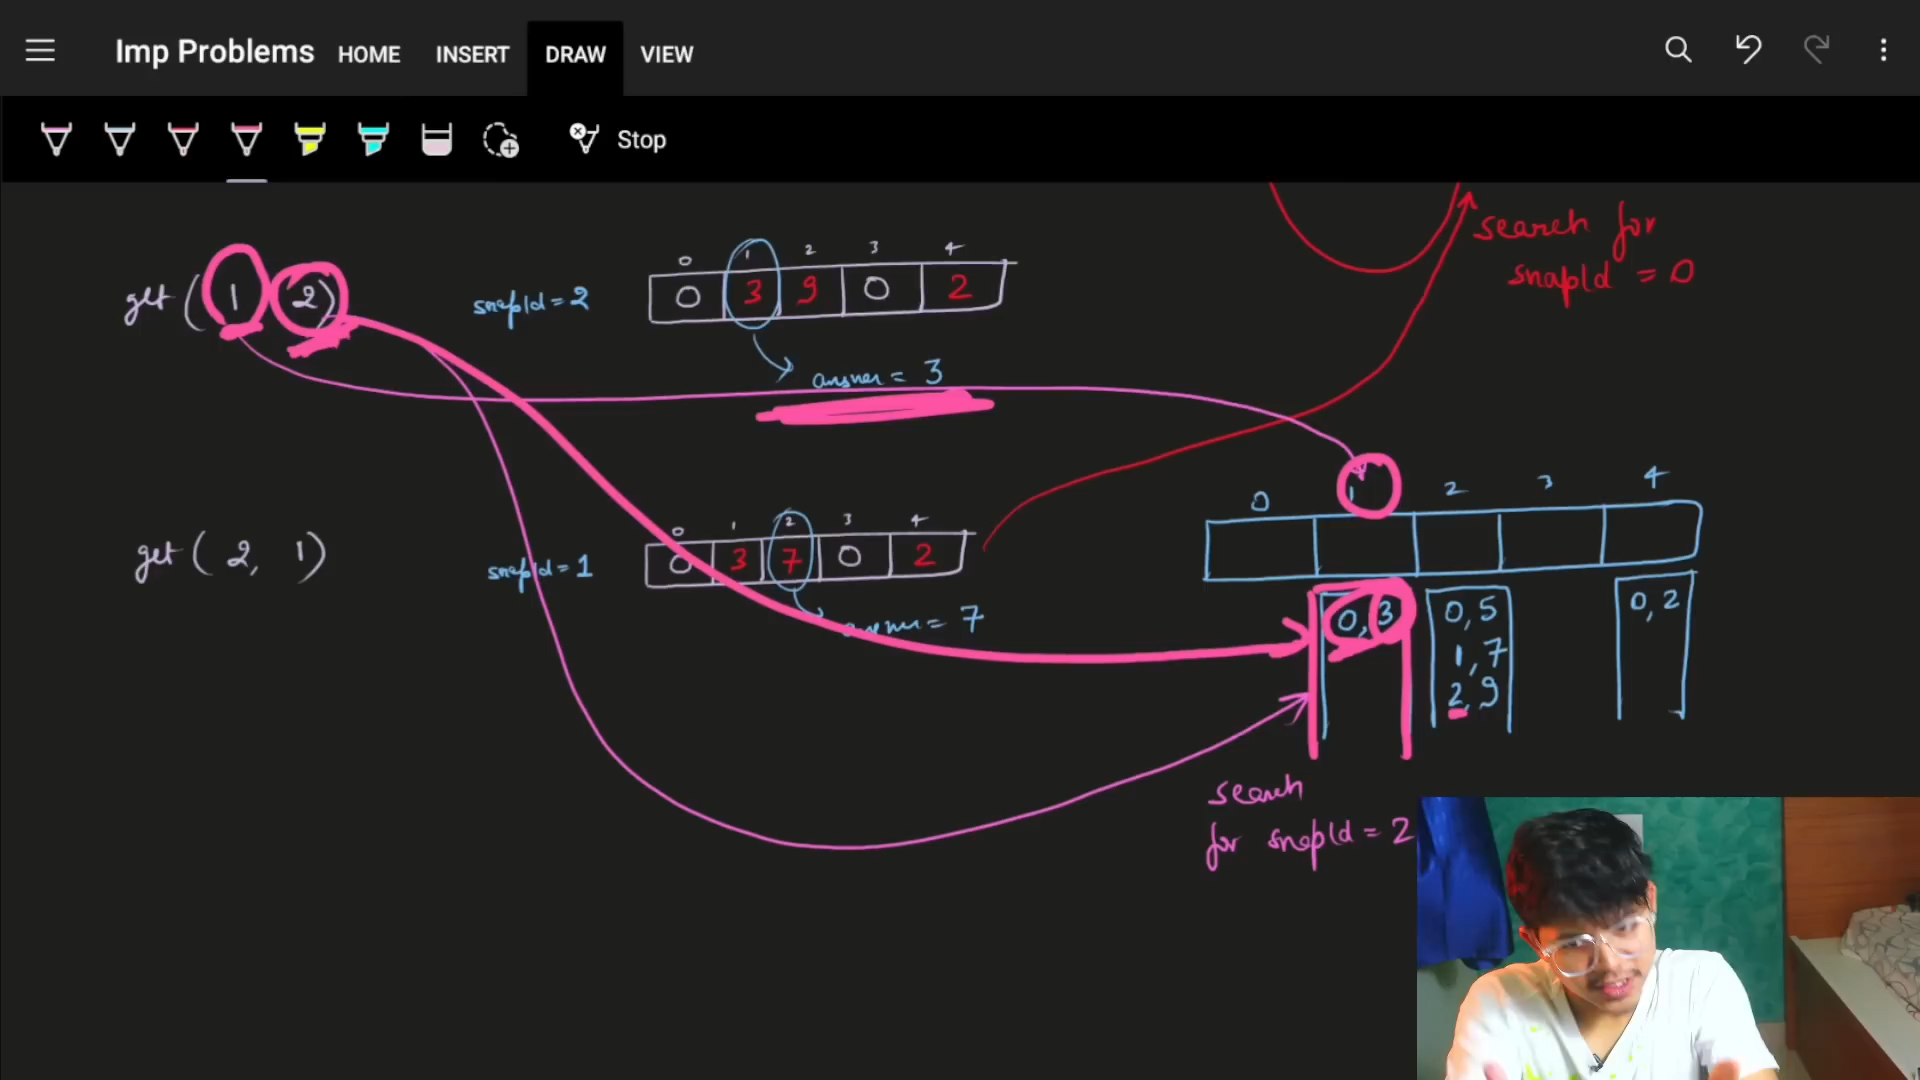 Imp Problems HOME INSERT DRAW VIEW
Stop
search for
snapId = 0
0 1 2 3 4
get ( 1, 2) snapId = 2 0 3 9 0 2
answer = 3
0 1 2 3 4
get ( 2, 1) snapId = 1 0 3 7 0 2
answer = 7
0 1 2 3 4
0, 3 0, 5 0, 2
1, 7
2, 9
search
for snapId = 2